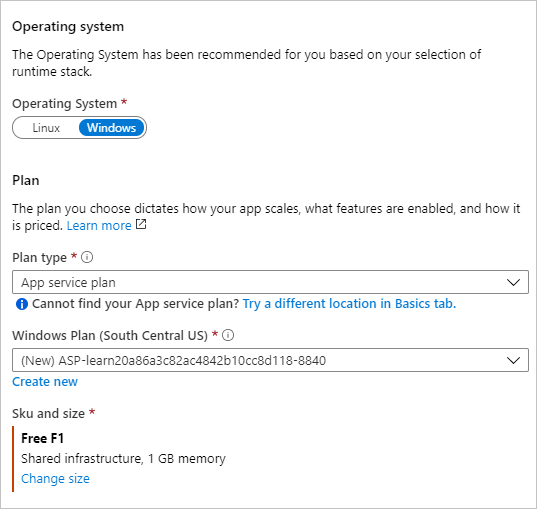 Operating system
The Operating System has been recommended for you based on your selection of
runtime stack.
Operating System *
Linux Windows
Plan
The plan you choose dictates how your app scales, what features are enabled, and how it
is priced. Learn more
Plan type *
App service plan
Cannot find your App service plan? Try a different location in Basics tab.
Windows Plan (South Central US) *
(New) ASP-learn20a86a3c82ac4842b10cc8d118-8840
Create new
Sku and size *
Free F1
Shared infrastructure, 1 GB memory
Change size